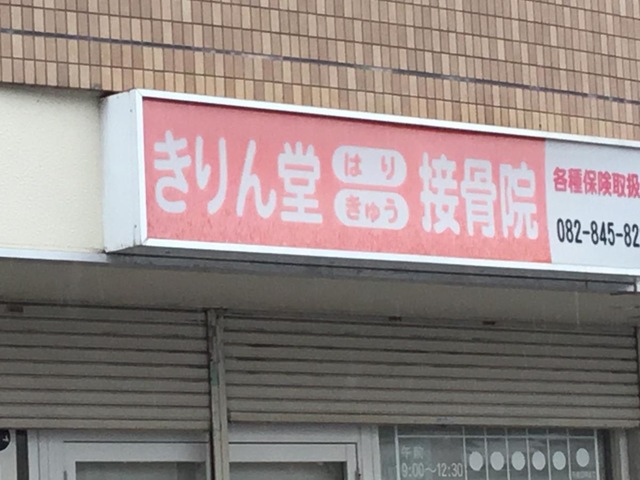 きりん堂 はり きゅう 接骨院
各種保険取扱
082-845-82
午前
9:00〜12:30